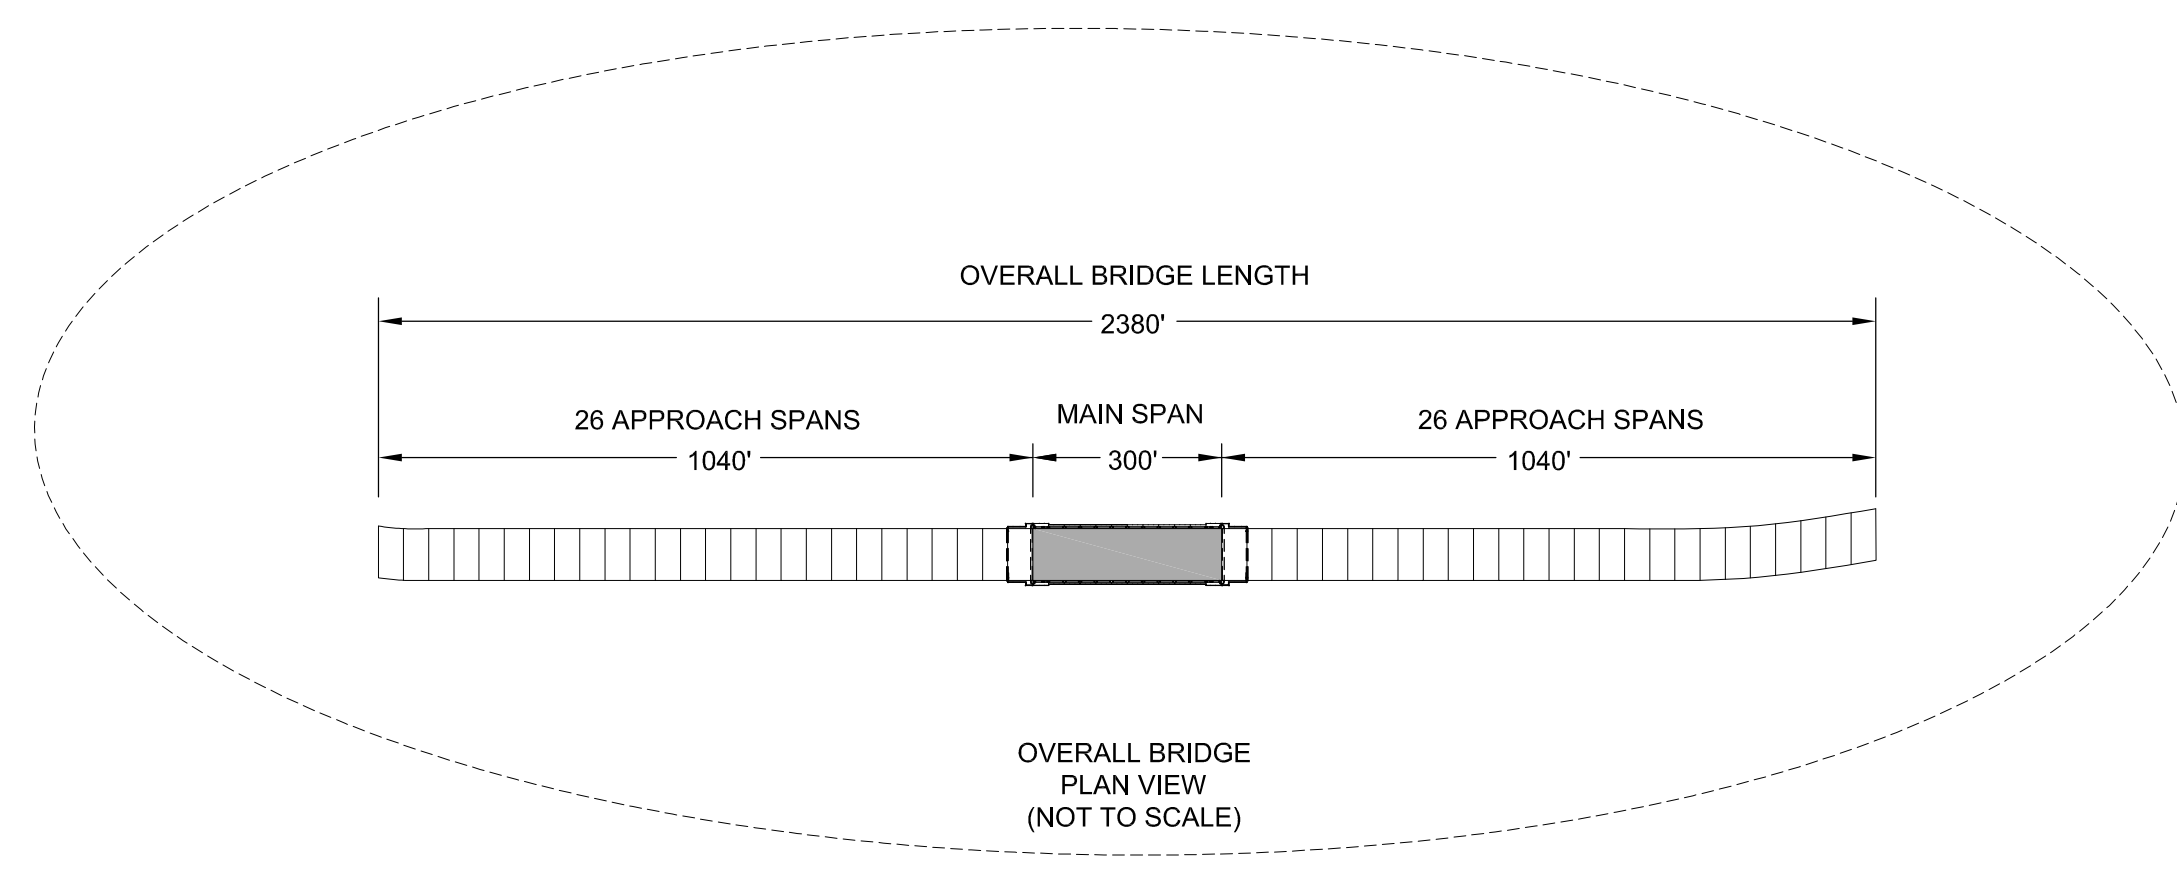 OVERALL BRIDGE LENGTH
2380'
26 APPROACH SPANS
MAIN SPAN
26 APPROACH SPANS
1040'
300'
1040'
OVERALL BRIDGE
PLAN VIEW
(NOT TO SCALE)